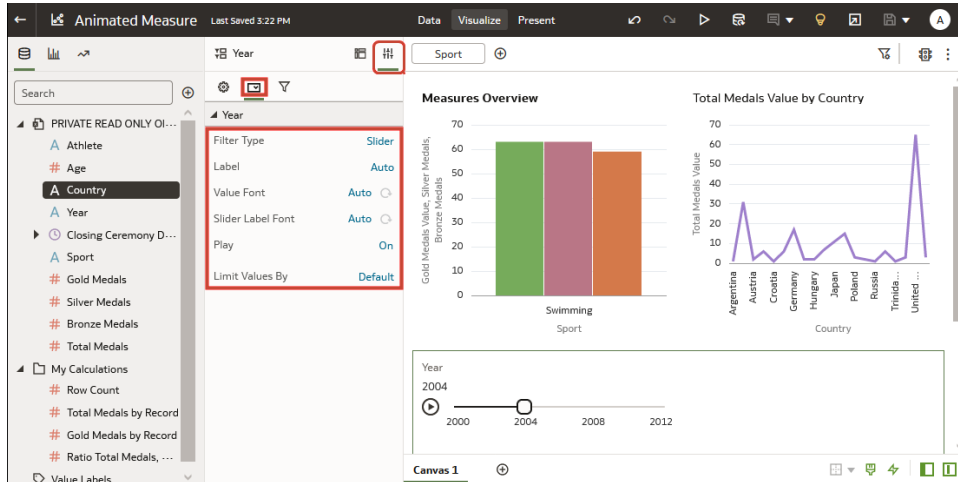 Animated Measure
Last Saved 3:22 PM
Data
Visualize
Present
A
Search
PRIVATE READ ONLY Ol...
A Athlete
# Age
A Country
A Year
Closing Ceremony D...
A Sport
# Gold Medals
# Silver Medals
# Bronze Medals
# Total Medals
My Calculations
# Row Count
# Total Medals by Record
# Gold Medals by Record
# Ratio Total Medals, ...
Value Labels
Year
Year
Filter Type Slider
Label Auto
Value Font Auto
Slider Label Font Auto
Play On
Limit Values By Default
Sport
Measures Overview
Gold Medals Value, Silver Medals,
Bronze Medals
70
60
50
40
30
20
10
0
Swimming
Sport
Total Medals Value by Country
Total Medals Value
70
60
50
40
30
20
10
0
Argentina
Austria
Croatia
Germany
Hungary
Japan
Poland
Russia
Trinida...
United ...
Country
Year
2004
2000 2004 2008 2012
Canvas 1